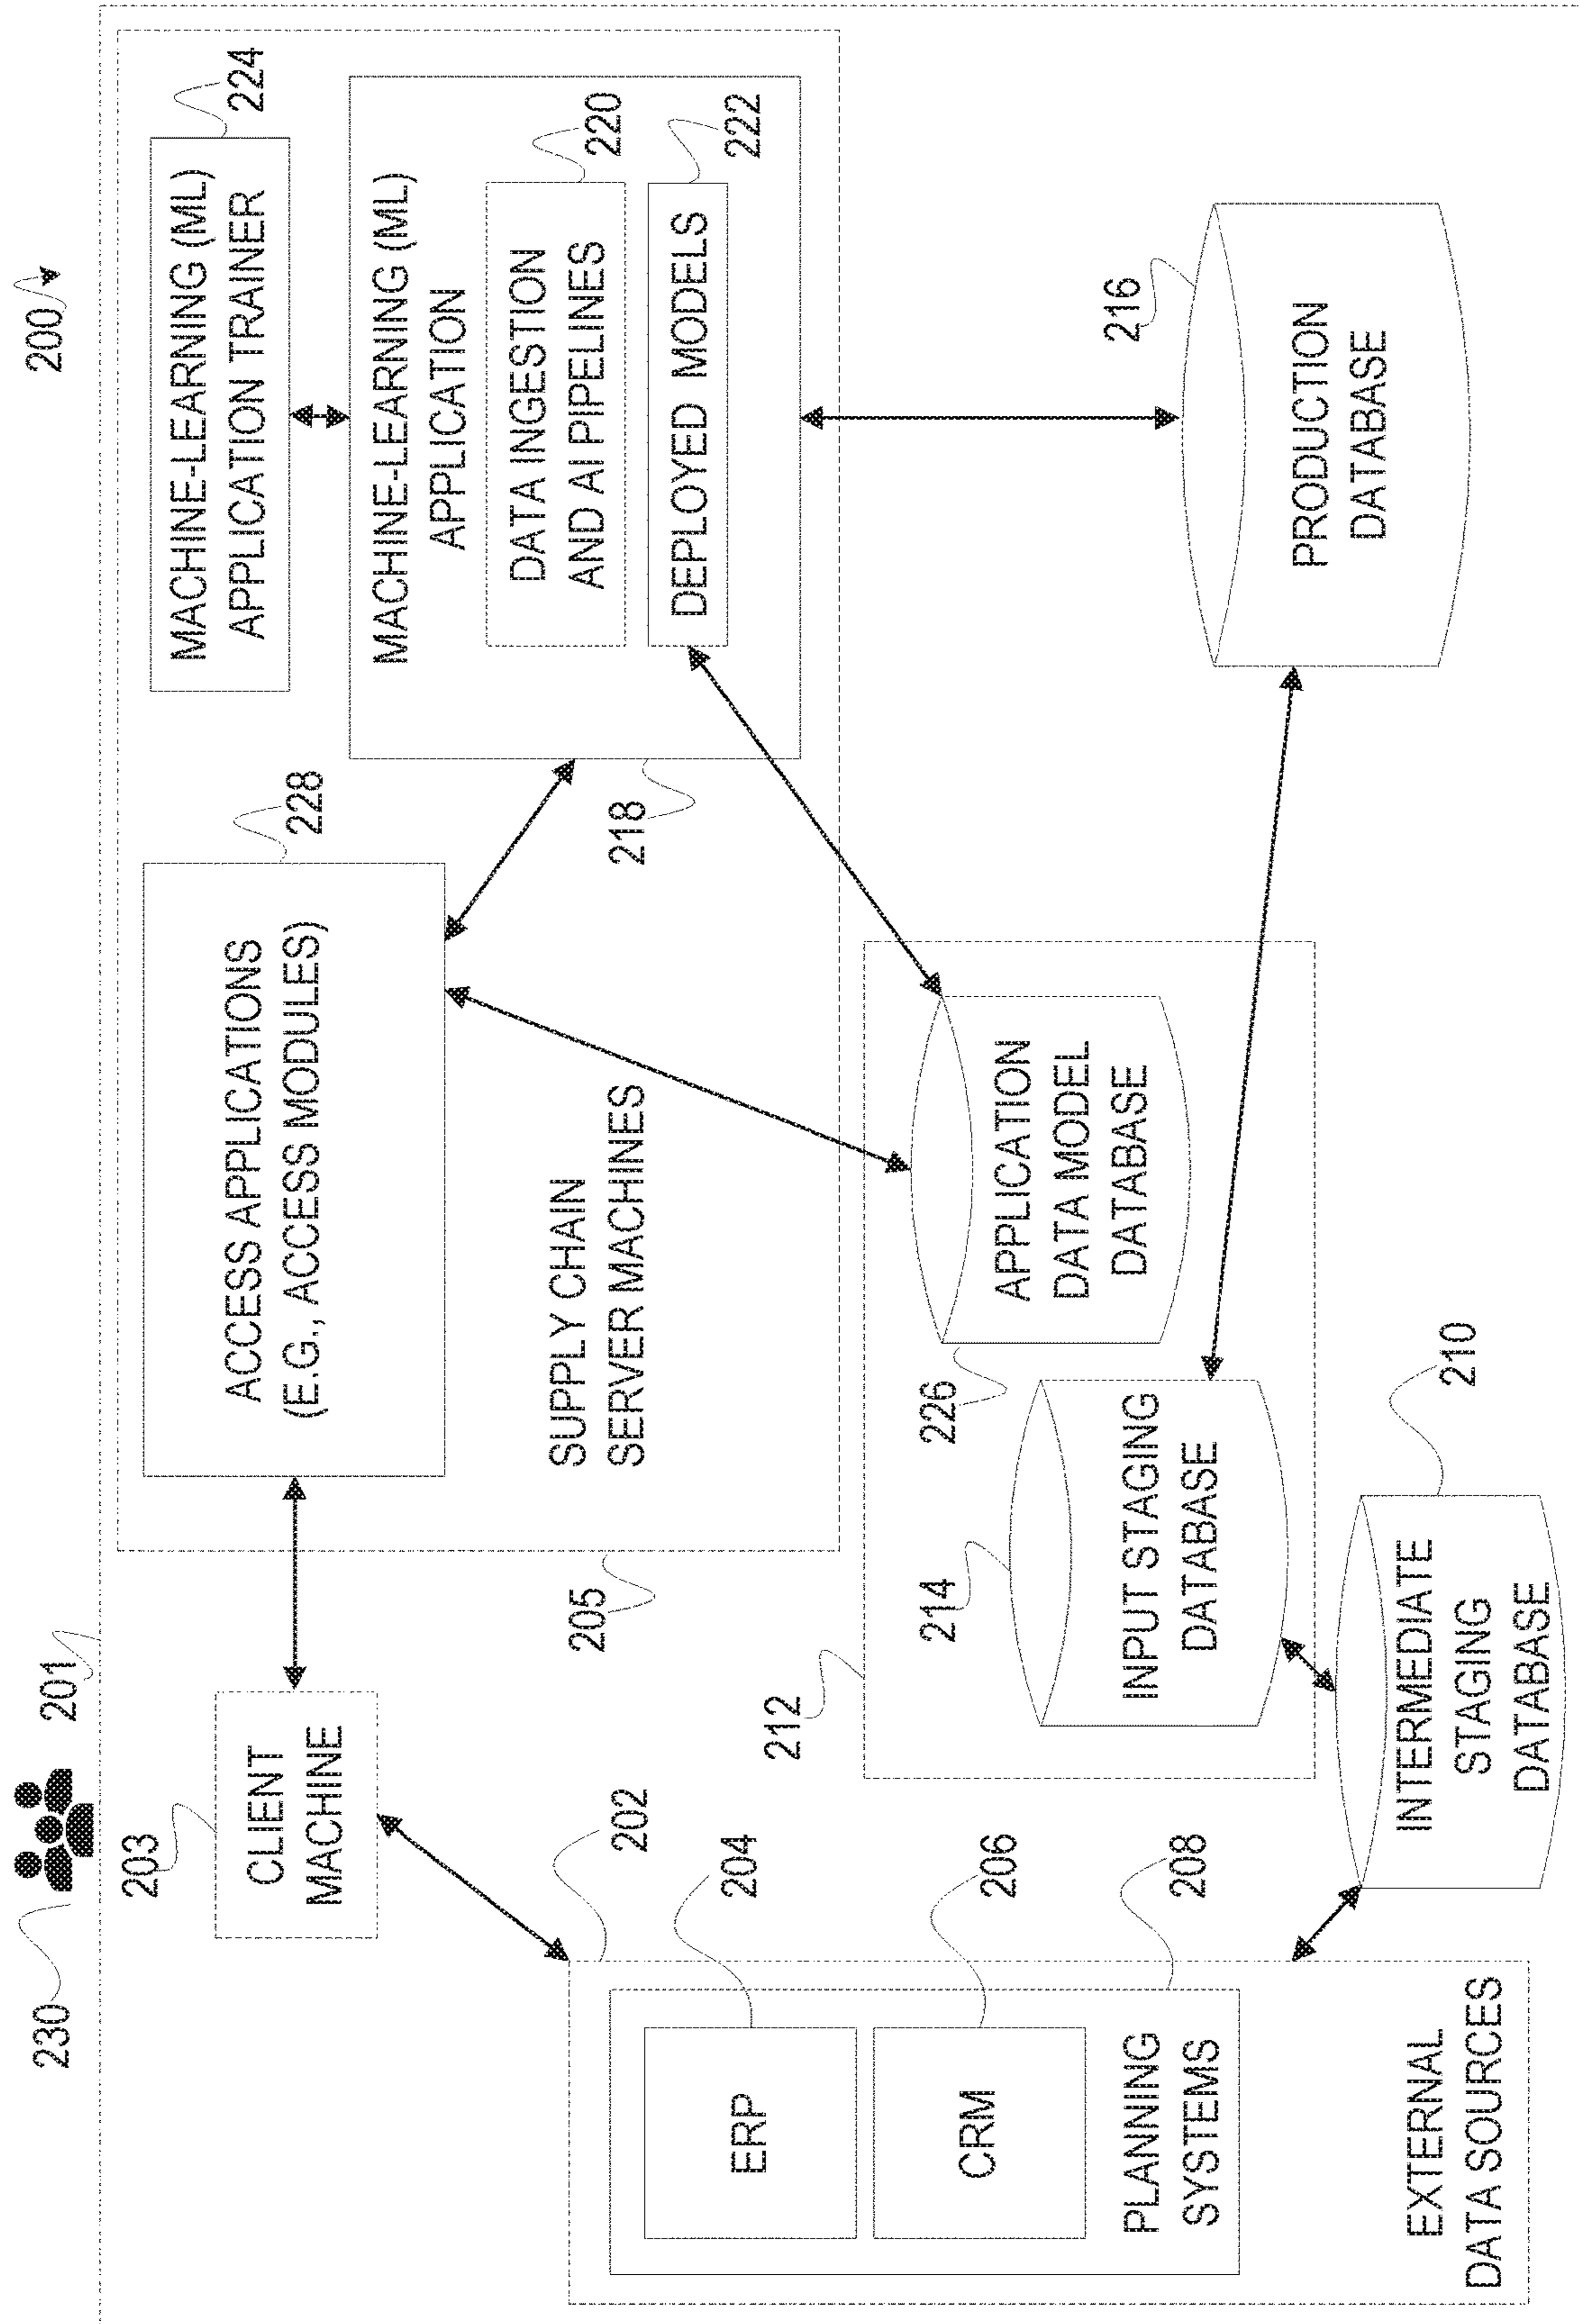 200
230
201
203
CLIENT
MACHINE
ACCESS APPLICATIONS
(E.G., ACCESS MODULES)
228
MACHINE-LEARNING (ML)
APPLICATION TRAINER
224
MACHINE-LEARNING (ML)
APPLICATION
DATA INGESTION
AND AI PIPELINES
220
DEPLOYED MODELS
222
218
SUPPLY CHAIN
SERVER MACHINES
205
202
204
ERP
206
CRM
208
PLANNING
SYSTEMS
EXTERNAL
DATA SOURCES
212
214
INPUT STAGING
DATABASE
226
APPLICATION
DATA MODEL
DATABASE
210
INTERMEDIATE
STAGING
DATABASE
216
PRODUCTION
DATABASE